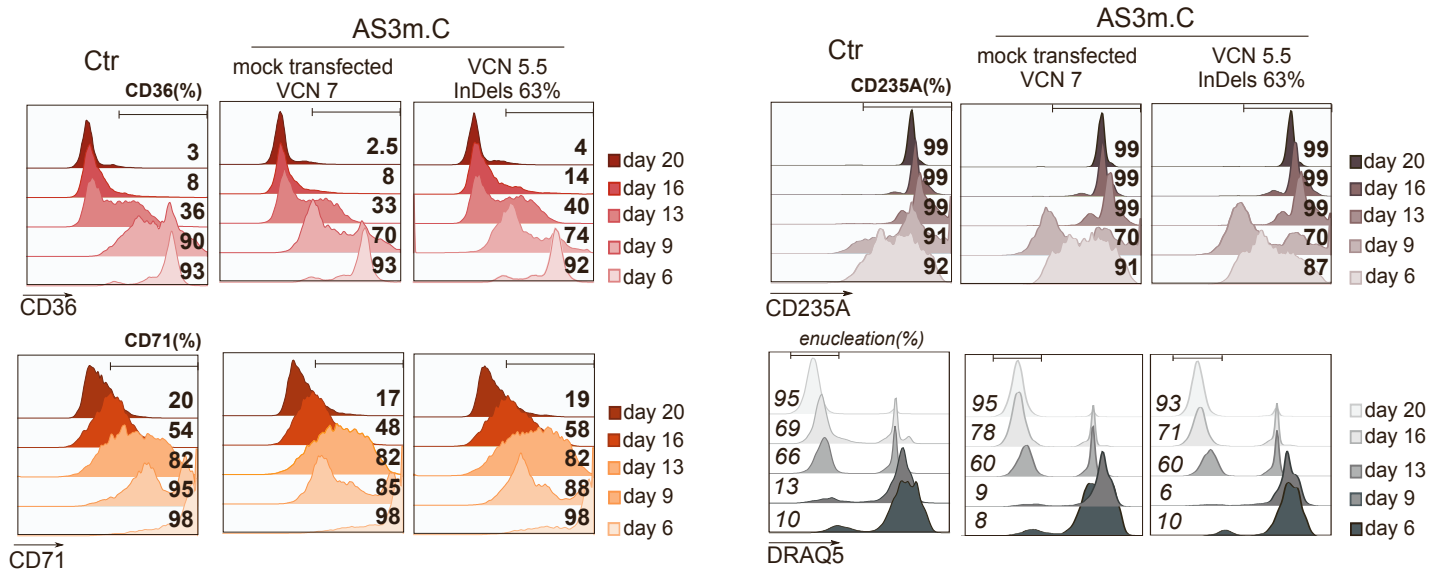 AS3m.C
Ctr
mock transfected
VCN 7
VCN 5.5
InDels 63%
CD36(%)
3
8
36
90
93
2.5
8
33
70
93
4
14
40
74
92
day 20
day 16
day 13
day 9
day 6
CD36
CD71(%)
20
54
82
95
98
17
48
82
85
98
19
58
82
88
98
day 20
day 16
day 13
day 9
day 6
CD71
AS3m.C
Ctr
mock transfected
VCN 7
VCN 5.5
InDels 63%
CD235A(%)
99
99
99
91
92
99
99
99
70
91
99
99
99
70
87
day 20
day 16
day 13
day 9
day 6
CD235A
enucleation(%)
95
69
66
13
10
95
78
60
9
8
93
71
60
6
10
day 20
day 16
day 13
day 9
day 6
DRAQ5